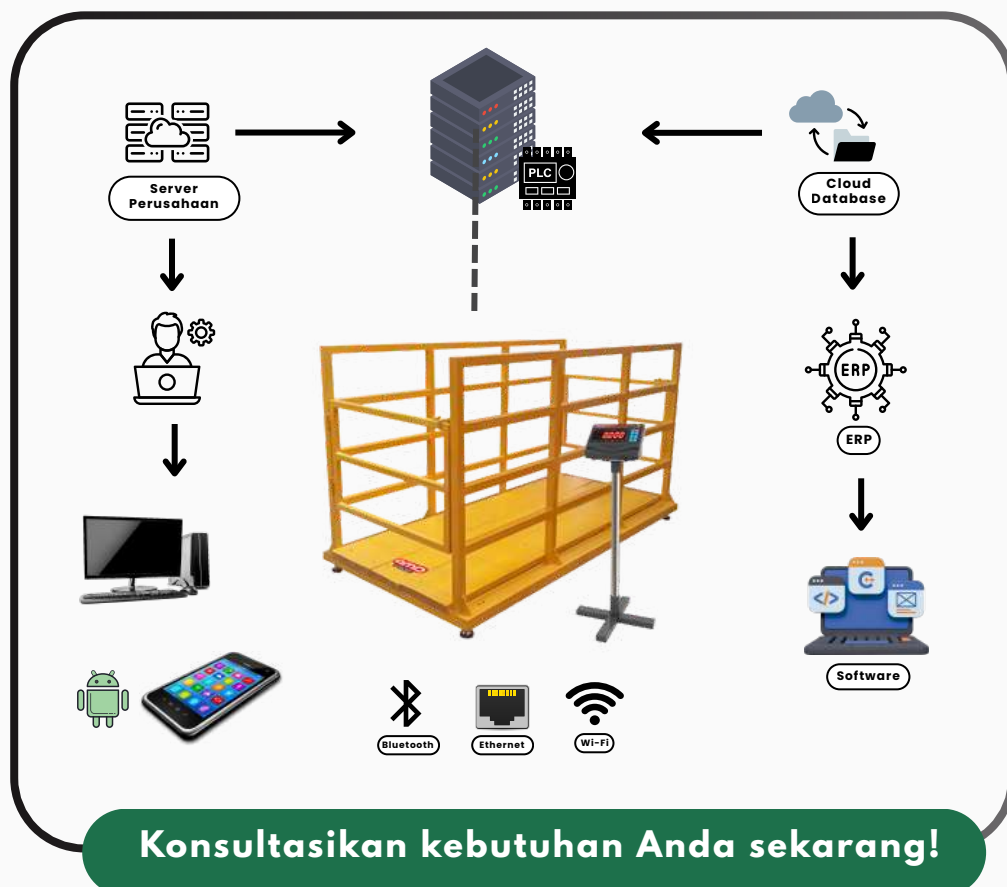 Server
Perusahaan
PLC
Cloud
Database
ERP
ERP
Software
Bluetooth
Ethernet
Wi-Fi
Konsultasikan kebutuhan Anda sekarang!